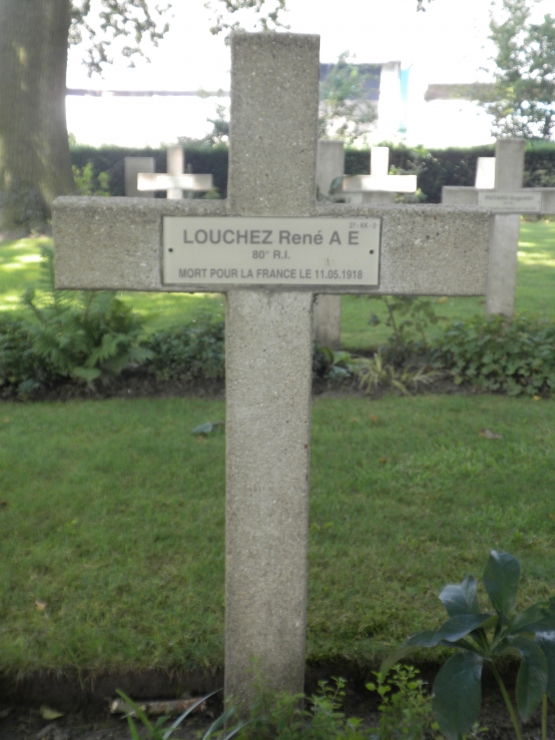 LOUCHEZ René A E
80° R.I.
MORT POUR LA FRANCE LE 11.05.1918